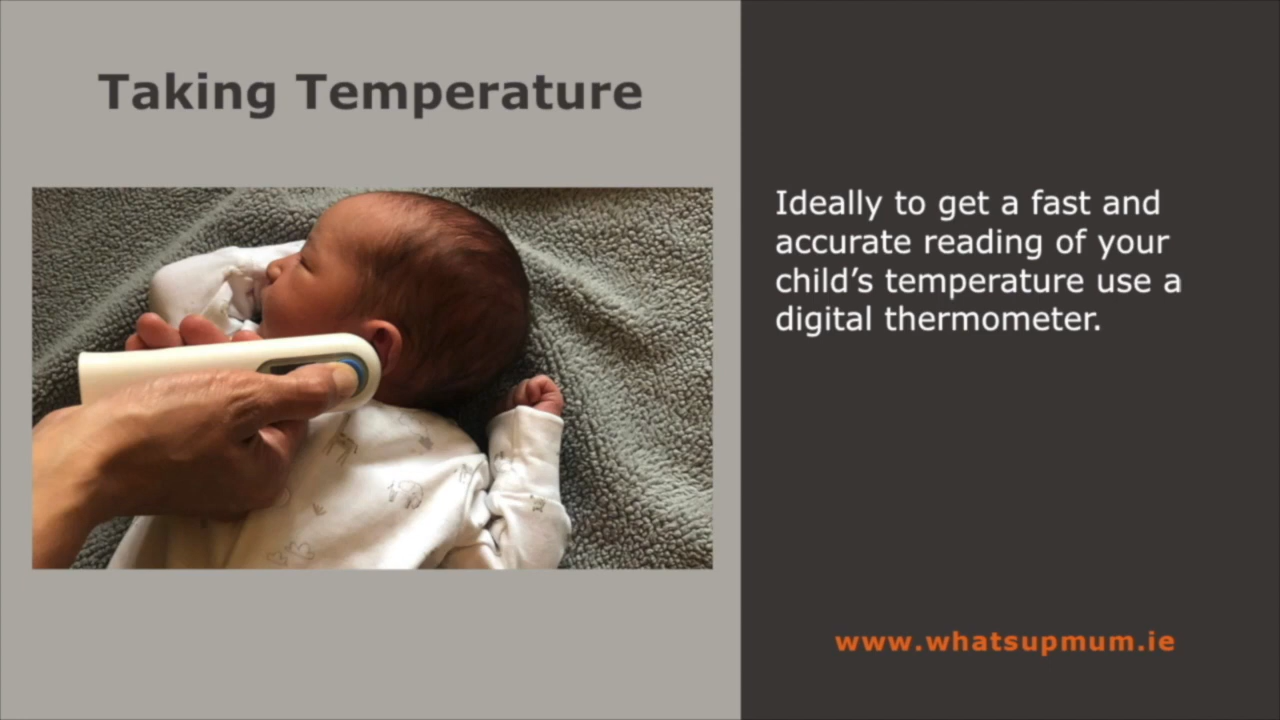 Taking Temperature
Ideally to get a fast and
accurate reading of your
child’s temperature use a
digital thermometer.
www.whatsupmum.ie